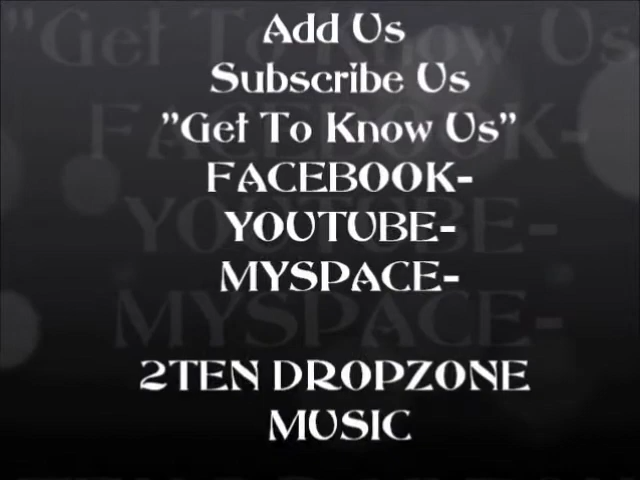 Add Us
Subscribe Us
"Get To Know Us"
FACEBOOK-
YOUTUBE-
MYSPACE-
2TEN DROPZONE
MUSIC